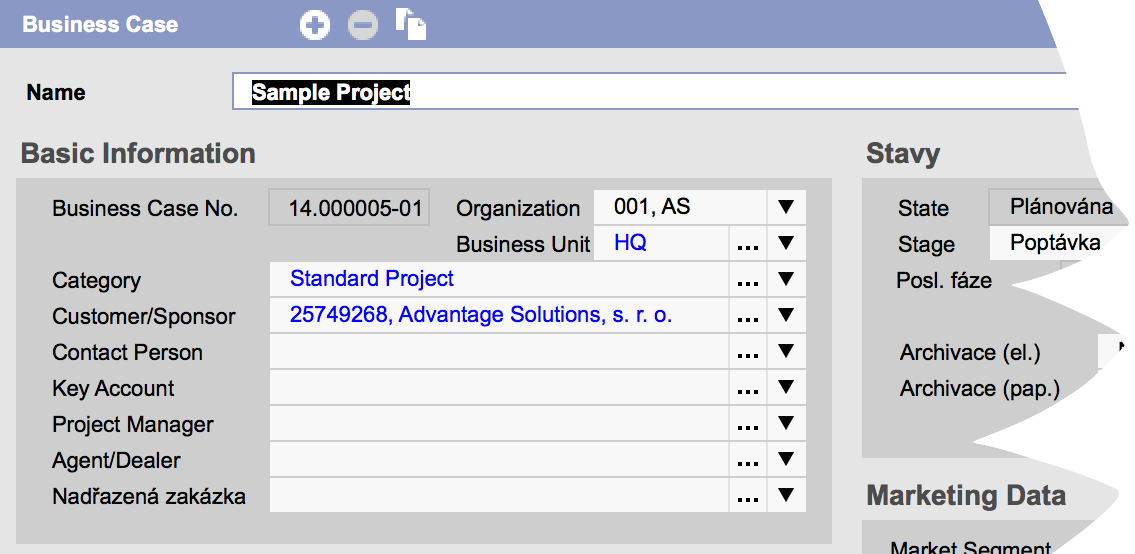 Business Case
Name Sample Project
Basic Information
Business Case No. 14.000005-01 Organization 001, AS
Business Unit HQ ...
Category Standard Project ...
Customer/Sponsor 25749268, Advantage Solutions, s. r. o. ...
Contact Person ...
Key Account ...
Project Manager ...
Agent/Dealer ...
Nadřazená zakázka ...
Stavy
State Plánována
Stage Poptávka
Posl. fáze
Archivace (el.)
Archivace (pap.)
Marketing Data
Market Segment